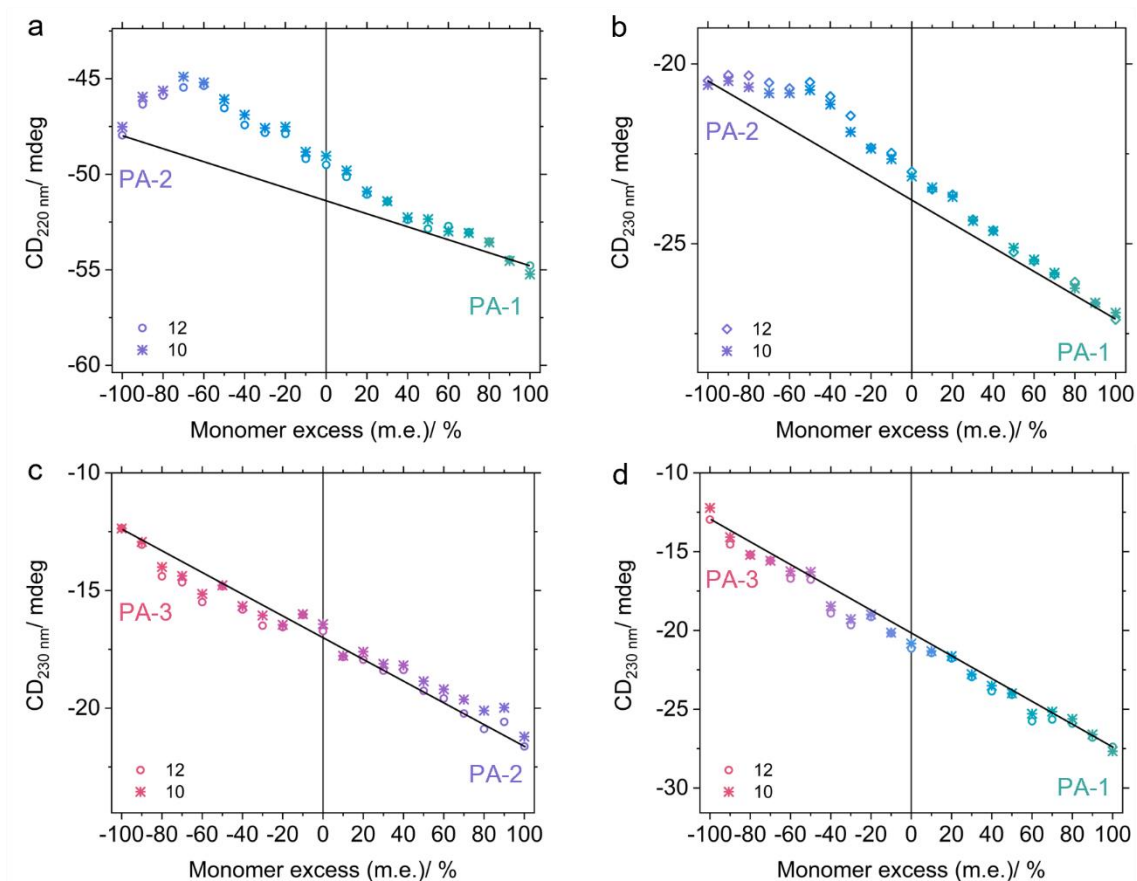 a
CD220 nm/ mdeg
-45
-50
-55
-60
PA-2
PA-1
12
10
-100 -80 -60 -40 -20 0 20 40 60 80 100
Monomer excess (m.e.)/ %
b
CD230 nm/ mdeg
-20
-25
PA-2
PA-1
12
10
-100 -80 -60 -40 -20 0 20 40 60 80 100
Monomer excess (m.e.)/ %
c
CD230 nm/ mdeg
-10
-15
-20
PA-3
PA-2
12
10
-100 -80 -60 -40 -20 0 20 40 60 80 100
Monomer excess (m.e.)/ %
d
CD230 nm/ mdeg
-10
-15
-20
-25
-30
PA-3
PA-1
12
10
-100 -80 -60 -40 -20 0 20 40 60 80 100
Monomer excess (m.e.)/ %